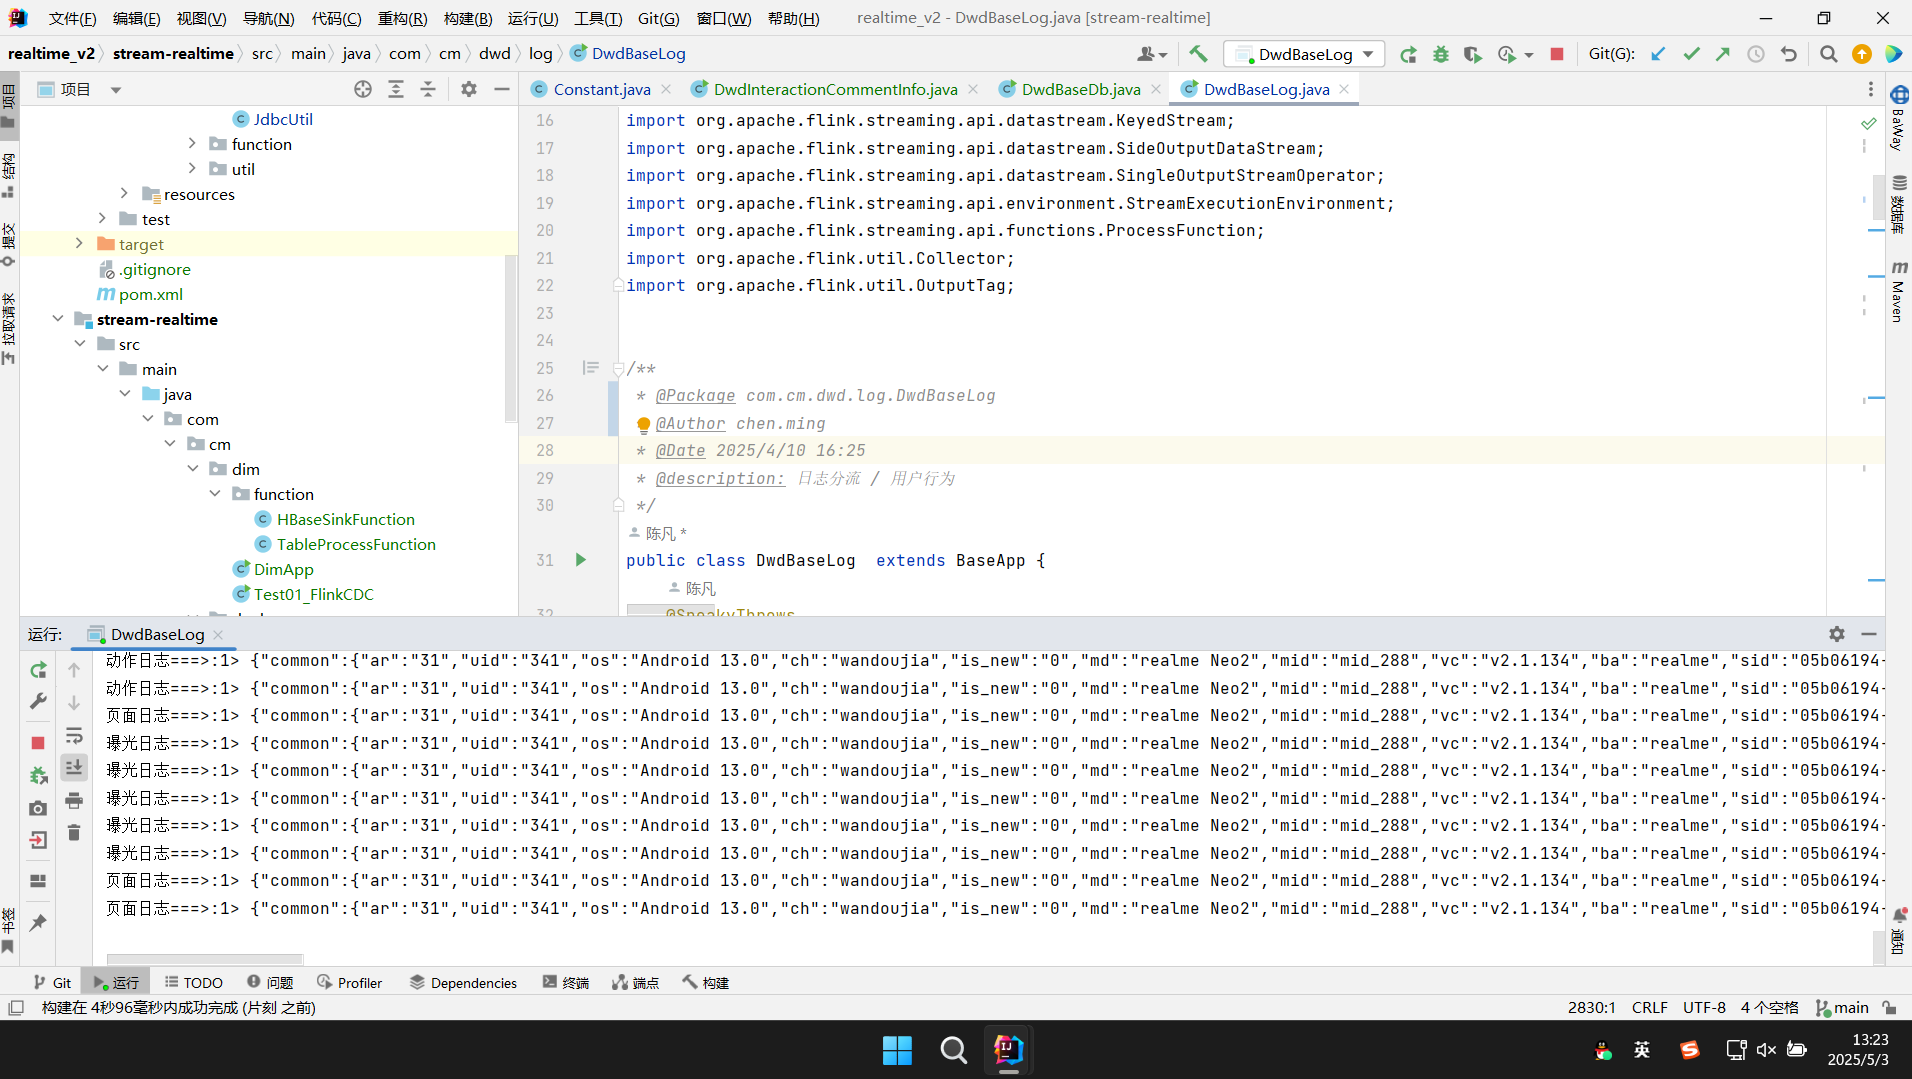 文件(F) 编辑(E) 视图(V) 导航(N) 代码(C) 重构(R) 构建(B) 运行(U) 工具(T) Git(G) 窗口(W) 帮助(H) realtime_v2 - DwdBaseLog.java [stream-realtime]
realtime_v2 stream-realtime src main java com cm dwd log DwdBaseLog DwdBaseLog Git(G):
项目
Constant.java DwdInteractionCommentInfo.java DwdBaseDb.java DwdBaseLog.java
项目
结构
提交
拉取请求
书签
JdbcUtil
function
util
resources
test
target
.gitignore
pom.xml
stream-realtime
src
main
java
com
cm
dim
function
HBaseSinkFunction
TableProcessFunction
DimApp
Test01_FlinkCDC
16 import org.apache.flink.streaming.api.datastream.KeyedStream;
17 import org.apache.flink.streaming.api.datastream.SideOutputDataStream;
18 import org.apache.flink.streaming.api.datastream.SingleOutputStreamOperator;
19 import org.apache.flink.streaming.api.environment.StreamExecutionEnvironment;
20 import org.apache.flink.streaming.api.functions.ProcessFunction;
21 import org.apache.flink.util.Collector;
22 import org.apache.flink.util.OutputTag;
23
24
25 /**
26 * @Package com.cm.dwd.log.DwdBaseLog
27 @Author chen.ming
28 * @Date 2025/4/10 16:25
29 * @description: 日志分流 / 用户行为
30 */
陈凡 *
31 public class DwdBaseLog  extends BaseApp {
陈凡
32 @SneakyThrows
BaWay
数据库
Maven
通知
运行: DwdBaseLog
动作日志===>:1> {"common":{"ar":"31","uid":"341","os":"Android 13.0","ch":"wandoujia","is_new":"0","md":"realme Neo2","mid":"mid_288","vc":"v2.1.134","ba":"realme","sid":"05b06194-
动作日志===>:1> {"common":{"ar":"31","uid":"341","os":"Android 13.0","ch":"wandoujia","is_new":"0","md":"realme Neo2","mid":"mid_288","vc":"v2.1.134","ba":"realme","sid":"05b06194-
页面日志===>:1> {"common":{"ar":"31","uid":"341","os":"Android 13.0","ch":"wandoujia","is_new":"0","md":"realme Neo2","mid":"mid_288","vc":"v2.1.134","ba":"realme","sid":"05b06194-
曝光日志===>:1> {"common":{"ar":"31","uid":"341","os":"Android 13.0","ch":"wandoujia","is_new":"0","md":"realme Neo2","mid":"mid_288","vc":"v2.1.134","ba":"realme","sid":"05b06194-
曝光日志===>:1> {"common":{"ar":"31","uid":"341","os":"Android 13.0","ch":"wandoujia","is_new":"0","md":"realme Neo2","mid":"mid_288","vc":"v2.1.134","ba":"realme","sid":"05b06194-
曝光日志===>:1> {"common":{"ar":"31","uid":"341","os":"Android 13.0","ch":"wandoujia","is_new":"0","md":"realme Neo2","mid":"mid_288","vc":"v2.1.134","ba":"realme","sid":"05b06194-
曝光日志===>:1> {"common":{"ar":"31","uid":"341","os":"Android 13.0","ch":"wandoujia","is_new":"0","md":"realme Neo2","mid":"mid_288","vc":"v2.1.134","ba":"realme","sid":"05b06194-
曝光日志===>:1> {"common":{"ar":"31","uid":"341","os":"Android 13.0","ch":"wandoujia","is_new":"0","md":"realme Neo2","mid":"mid_288","vc":"v2.1.134","ba":"realme","sid":"05b06194-
页面日志===>:1> {"common":{"ar":"31","uid":"341","os":"Android 13.0","ch":"wandoujia","is_new":"0","md":"realme Neo2","mid":"mid_288","vc":"v2.1.134","ba":"realme","sid":"05b06194-
页面日志===>:1> {"common":{"ar":"31","uid":"341","os":"Android 13.0","ch":"wandoujia","is_new":"0","md":"realme Neo2","mid":"mid_288","vc":"v2.1.134","ba":"realme","sid":"05b06194-
Git 运行 TODO 问题 Profiler Dependencies 终端 端点 构建
构建在 4秒96毫秒内成功完成 (片刻 之前) 2830:1 CRLF UTF-8 4 个空格 main
英 13:23
2025/5/3